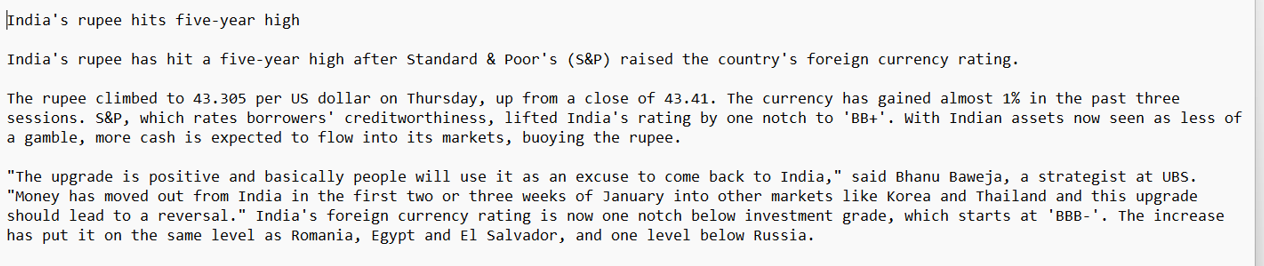 India's rupee hits five-year high
India's rupee has hit a five-year high after Standard & Poor's (S&P) raised the country's foreign currency rating.
The rupee climbed to 43.305 per US dollar on Thursday, up from a close of 43.41. The currency has gained almost 1% in the past three
sessions. S&P, which rates borrowers' creditworthiness, lifted India's rating by one notch to 'BB+'. With Indian assets now seen as less of
a gamble, more cash is expected to flow into its markets, buoying the rupee.
"The upgrade is positive and basically people will use it as an excuse to come back to India," said Bhanu Baweja, a strategist at UBS.
"Money has moved out from India in the first two or three weeks of January into other markets like Korea and Thailand and this upgrade
should lead to a reversal." India's foreign currency rating is now one notch below investment grade, which starts at 'BBB-'. The increase
has put it on the same level as Romania, Egypt and El Salvador, and one level below Russia.